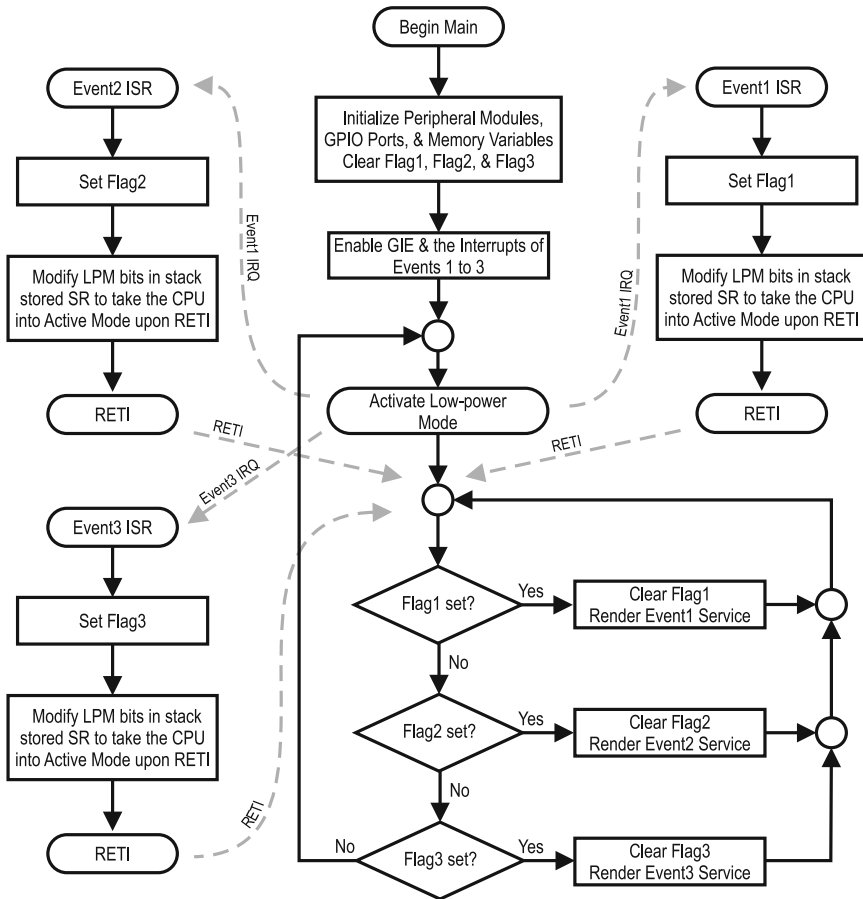 Begin Main
Initialize Peripheral Modules,
GPIO Ports, & Memory Variables
Clear Flag1, Flag2, & Flag3
Enable GIE & the Interrupts of
Events 1 to 3
Activate Low-power
Mode
Event2 ISR
Set Flag2
Modify LPM bits in stack
stored SR to take the CPU
into Active Mode upon RETI
RETI
Event1 IRQ
RETI
Event1 ISR
Set Flag1
Modify LPM bits in stack
stored SR to take the CPU
into Active Mode upon RETI
RETI
Event1 IRQ
RETI
Event3 IRQ
Event3 ISR
Set Flag3
Modify LPM bits in stack
stored SR to take the CPU
into Active Mode upon RETI
RETI
RETI
Flag1 set?
Yes
Clear Flag1
Render Event1 Service
No
Flag2 set?
Yes
Clear Flag2
Render Event2 Service
No
No
Flag3 set?
Yes
Clear Flag3
Render Event3 Service